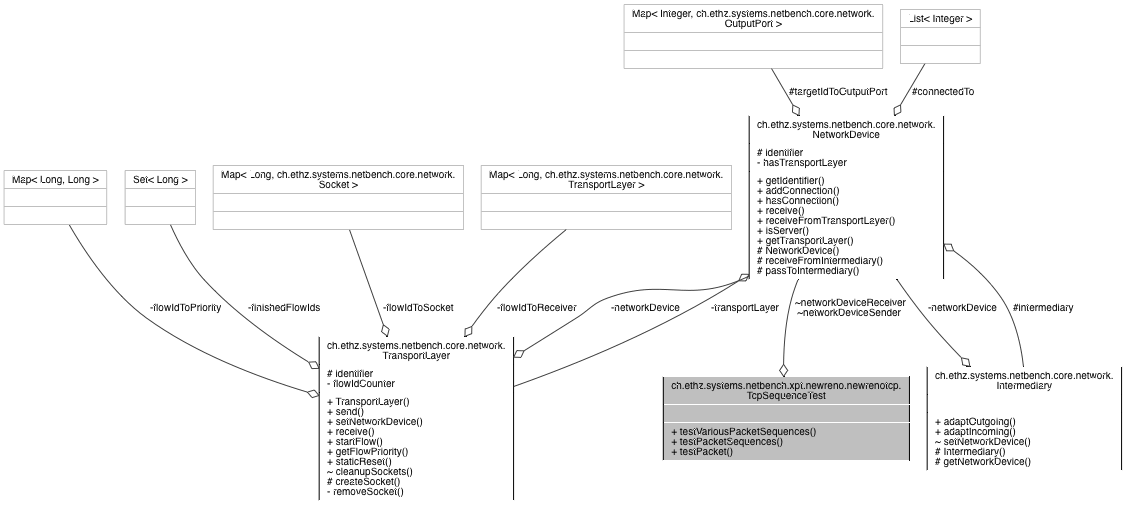 Map< Integer, ch.ethz.systems.netbench.core.network.
OutputPort >
List< Integer >
#targetIdToOutputPort
#connectedTo
ch.ethz.systems.netbench.core.network.
NetworkDevice
# identifier
- hasTransportLayer
+ getIdentifier()
+ addConnection()
+ hasConnection()
+ receive()
+ receiveFromTransportLayer()
+ isServer()
+ getTransportLayer()
# NetworkDevice()
# receiveFromIntermediary()
# passToIntermediary()
Map< Long, Long >
Set< Long >
Map< Long, ch.ethz.systems.netbench.core.network.
Socket >
Map< Long, ch.ethz.systems.netbench.core.network.
TransportLayer >
-flowIdToPriority
-finishedFlowIds
-flowIdToSocket
-flowIdToReceiver
-networkDevice
-transportLayer
~networkDeviceReceiver
~networkDeviceSender
-networkDevice
#intermediary
ch.ethz.systems.netbench.core.network.
TransportLayer
# identifier
- flowIdCounter
+ TransportLayer()
+ send()
+ setNetworkDevice()
+ receive()
+ startFlow()
+ getFlowPriority()
+ staticReset()
~ cleanupSockets()
# createSocket()
- removeSocket()
ch.ethz.systems.netbench.xpt.newreno.newrenotcp.
TcpSequenceTest
+ testVariousPacketSequences()
+ testPacketSequences()
+ testPacket()
ch.ethz.systems.netbench.core.network.
Intermediary
+ adaptOutgoing()
+ adaptIncoming()
~ setNetworkDevice()
# Intermediary()
# getNetworkDevice()